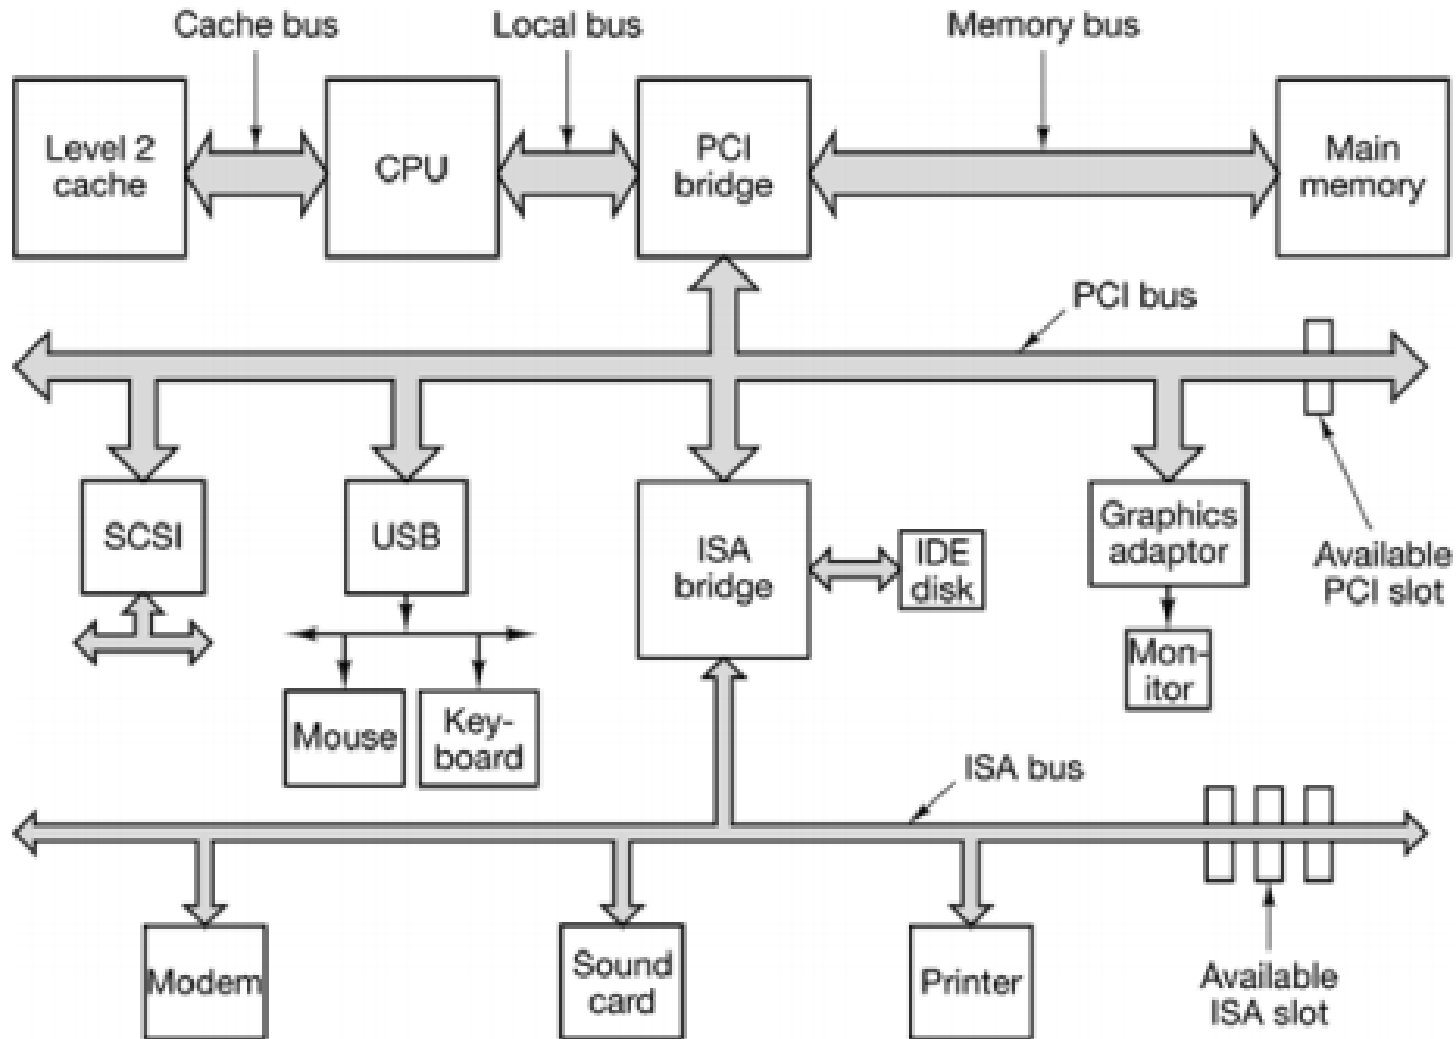 Cache bus
Local bus
Memory bus
Level 2
cache
CPU
PCI
bridge
Main
memory
PCI bus
SCSI
USB
ISA
bridge
IDE
disk
Graphics
adaptor
Available
PCI slot
Mon-
itor
Mouse
Key-
board
ISA bus
Modem
Sound
card
Printer
Available
ISA slot